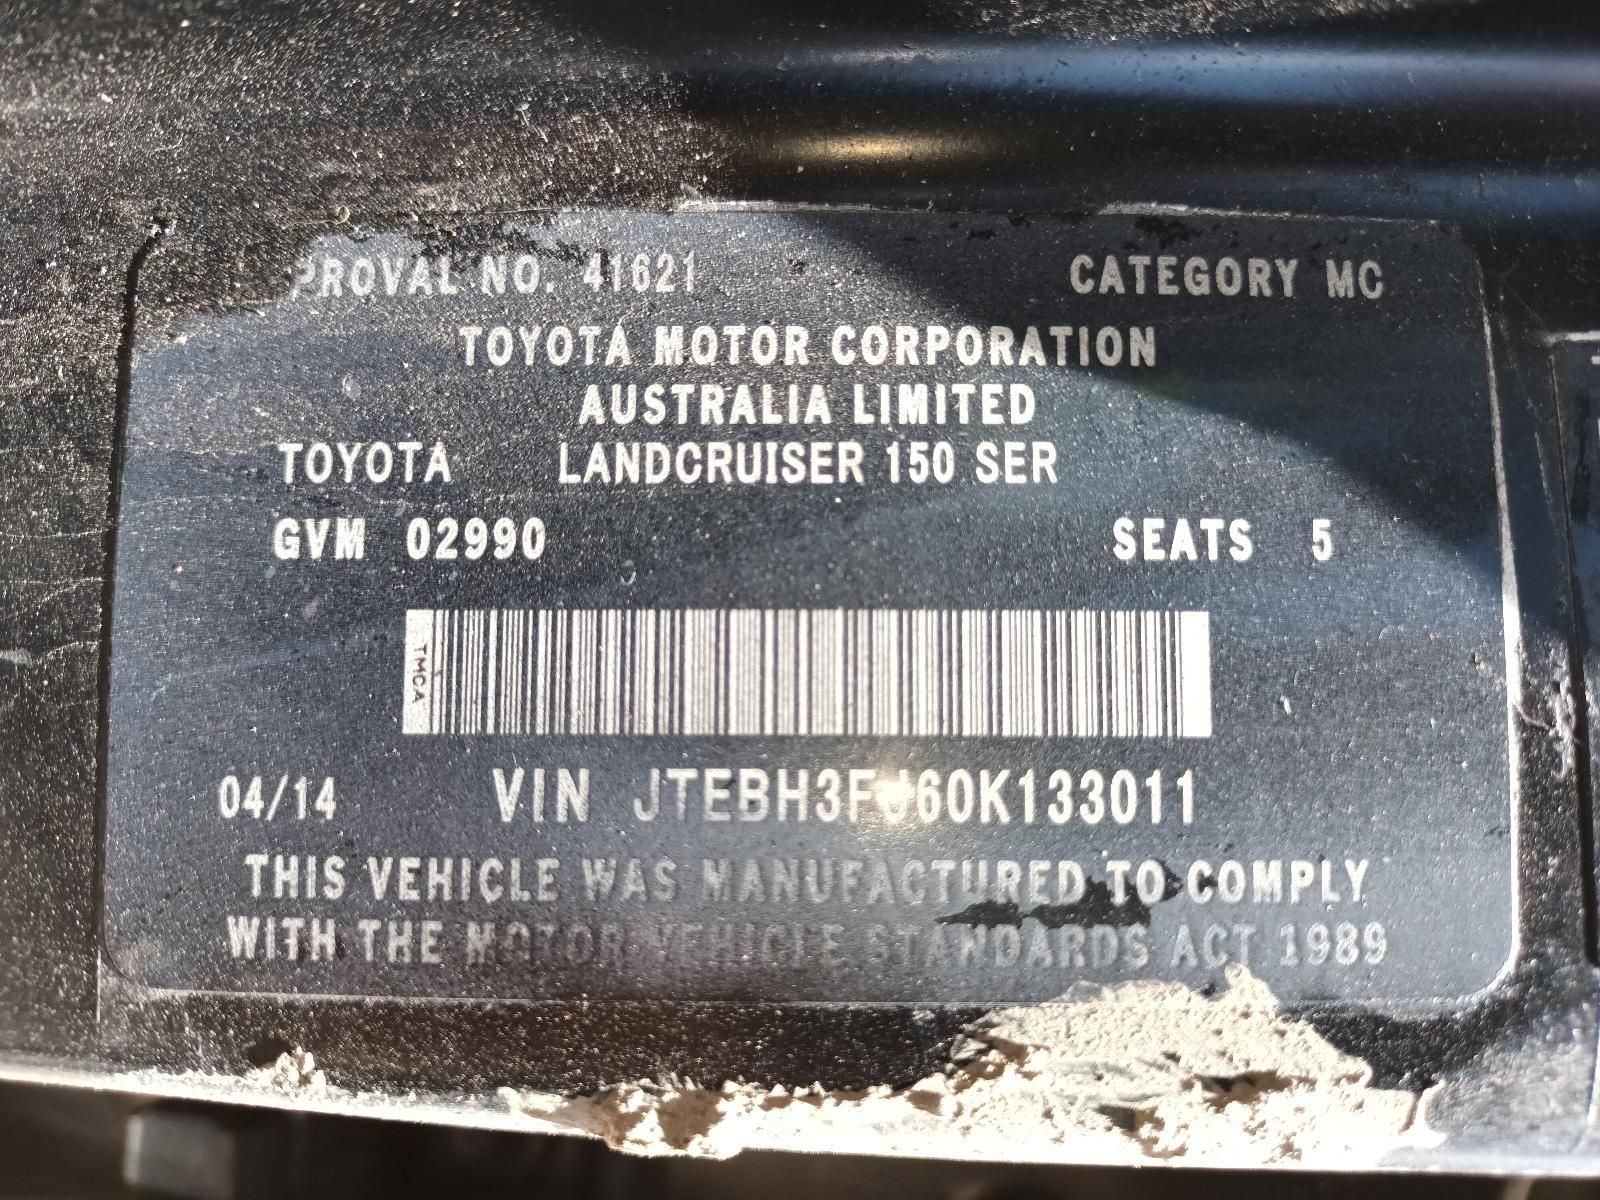 PROVAL NO. 41621 CATEGORY MC
TOYOTA MOTOR CORPORATION
AUSTRALIA LIMITED
TOYOTA LANDCRUISER 150 SER
GVM 02990 SEATS 5
TMCA
04/14 VIN JTEBH3FJ60K133011
THIS VEHICLE WAS MANUFACTURED TO COMPLY
WITH THE MOTOR VEHICLE STANDARDS ACT 1989